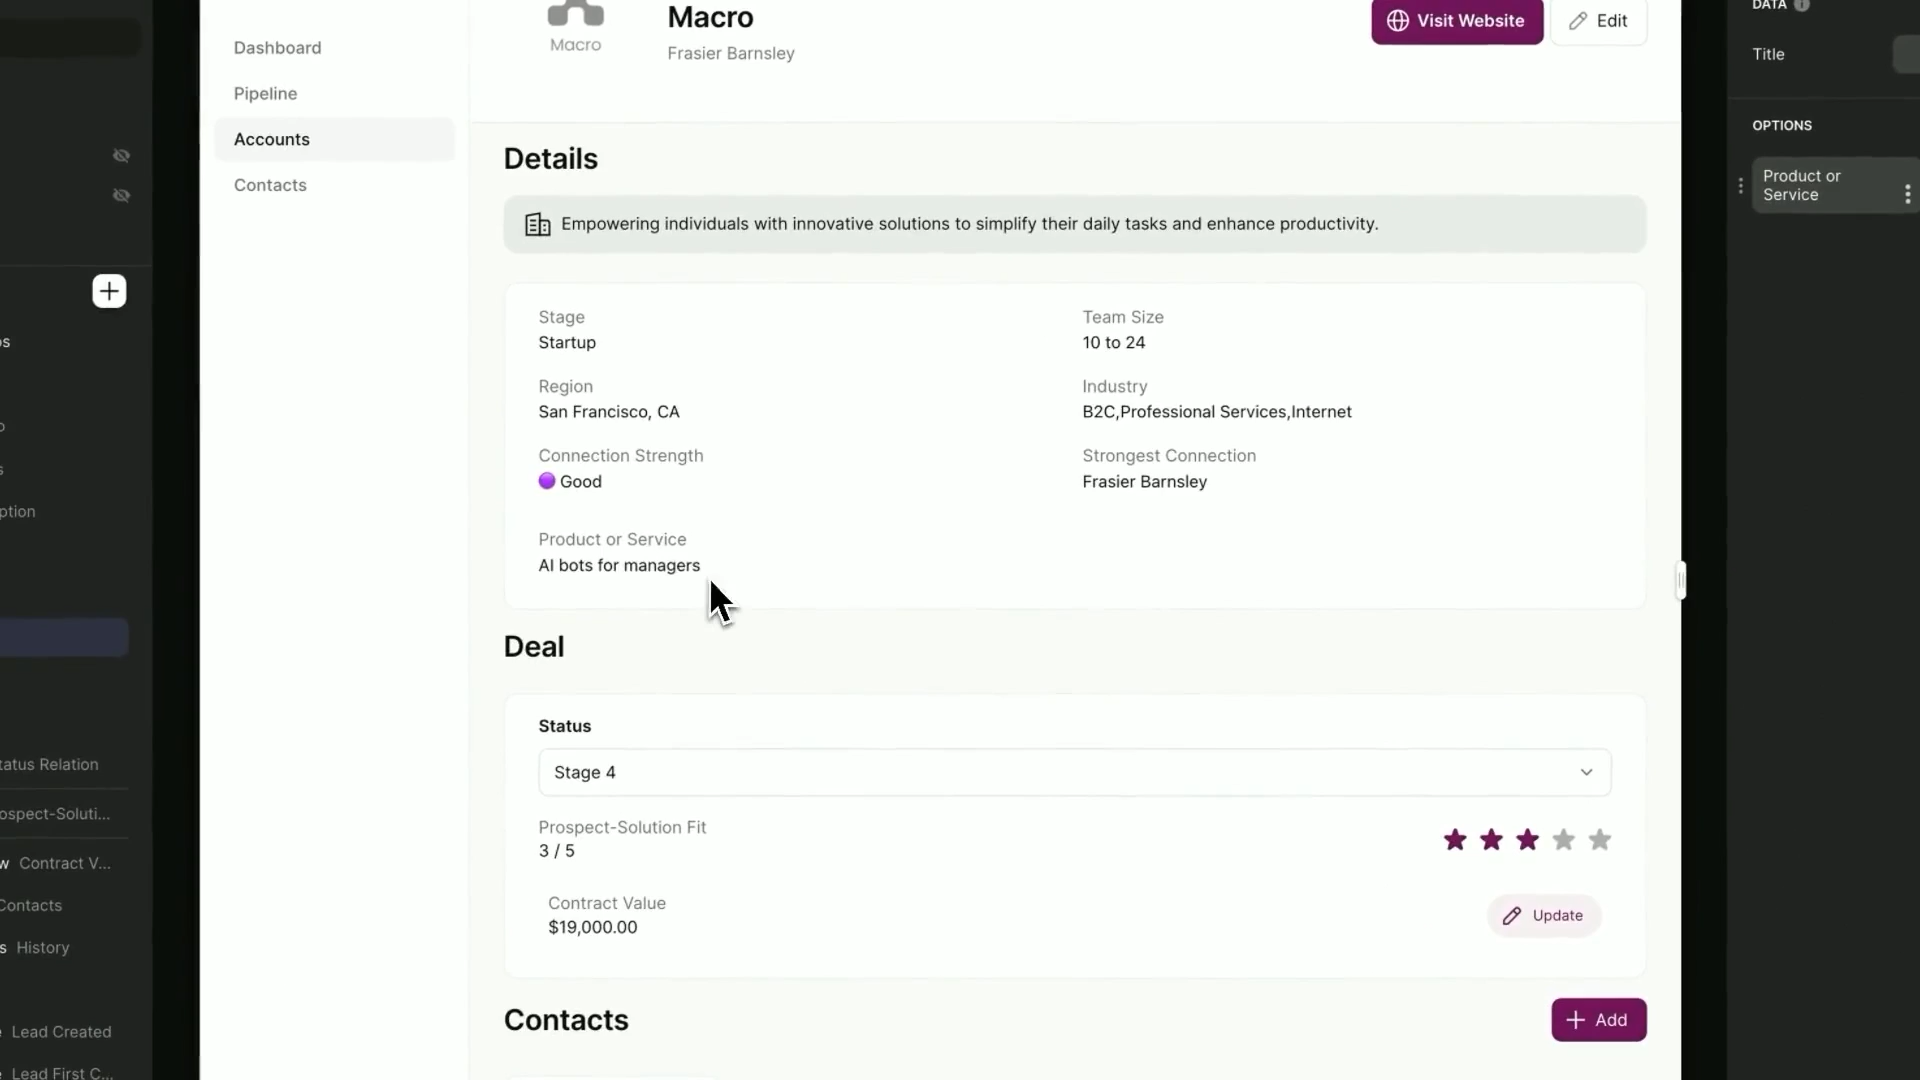 Dashboard
Pipeline
Accounts
Contacts
os
o
s
ption
tatus Relation
ospect-Soluti...
w Contract V...
Contacts
s History
e Lead Created
e Lead First C...
Macro
Macro
Frasier Barnsley
Visit Website
Edit
Details
Empowering individuals with innovative solutions to simplify their daily tasks and enhance productivity.
Stage
Startup
Team Size
10 to 24
Region
San Francisco, CA
Industry
B2C,Professional Services,Internet
Connection Strength
Good
Strongest Connection
Frasier Barnsley
Product or Service
AI bots for managers
Deal
Status
Stage 4
Prospect-Solution Fit
3 / 5
Contract Value
$19,000.00
Update
Contacts
Add
DATA
Title
OPTIONS
Product or
Service